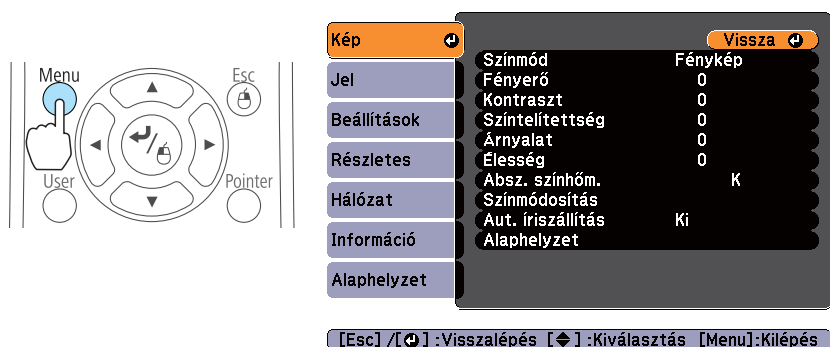 Menu
Esc
User
Pointer
Kép
Jel
Beállítások
Részletes
Hálózat
Információ
Alaphelyzet
Vissza
Színmód Fénykép
Fényerő 0
Kontraszt 0
Színtelítettség 0
Árnyalat 0
Élesség 0
Absz. színhőm. K
Színmódosítás
Aut. íriszállítás Ki
Alaphelyzet
[Esc] /[ ] :Visszalépés [ ] :Kiválasztás [Menu]:Kilépés